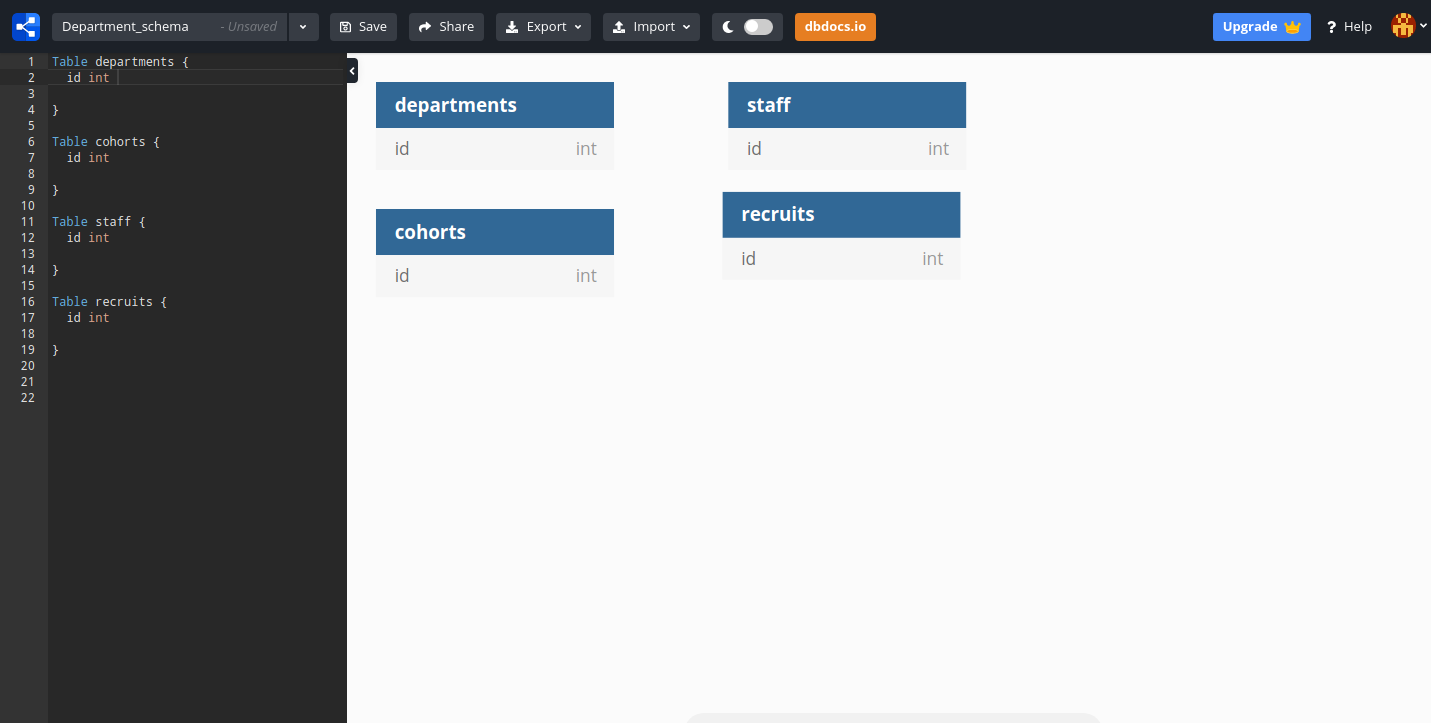 Department_schema - Unsaved Save Share Export Import dbdocs.io Upgrade ? Help
1 Table departments {
2 id int
3
4 }
5
6 Table cohorts {
7 id int
8
9 }
10
11 Table staff {
12 id int
13
14 }
15
16 Table recruits {
17 id int
18
19 }
20
21
22
departments
id int
staff
id int
cohorts
id int
recruits
id int